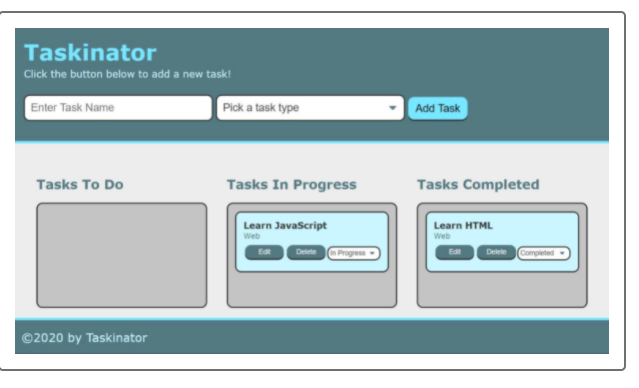 Taskinator
Click the button below to add a new task!
Enter Task Name
Pick a task type
Add Task
Tasks To Do
Tasks In Progress
Learn JavaScript
Web
Edit
Delete
In Progress
Tasks Completed
Learn HTML
Web
Edit
Delete
Completed
©2020 by Taskinator